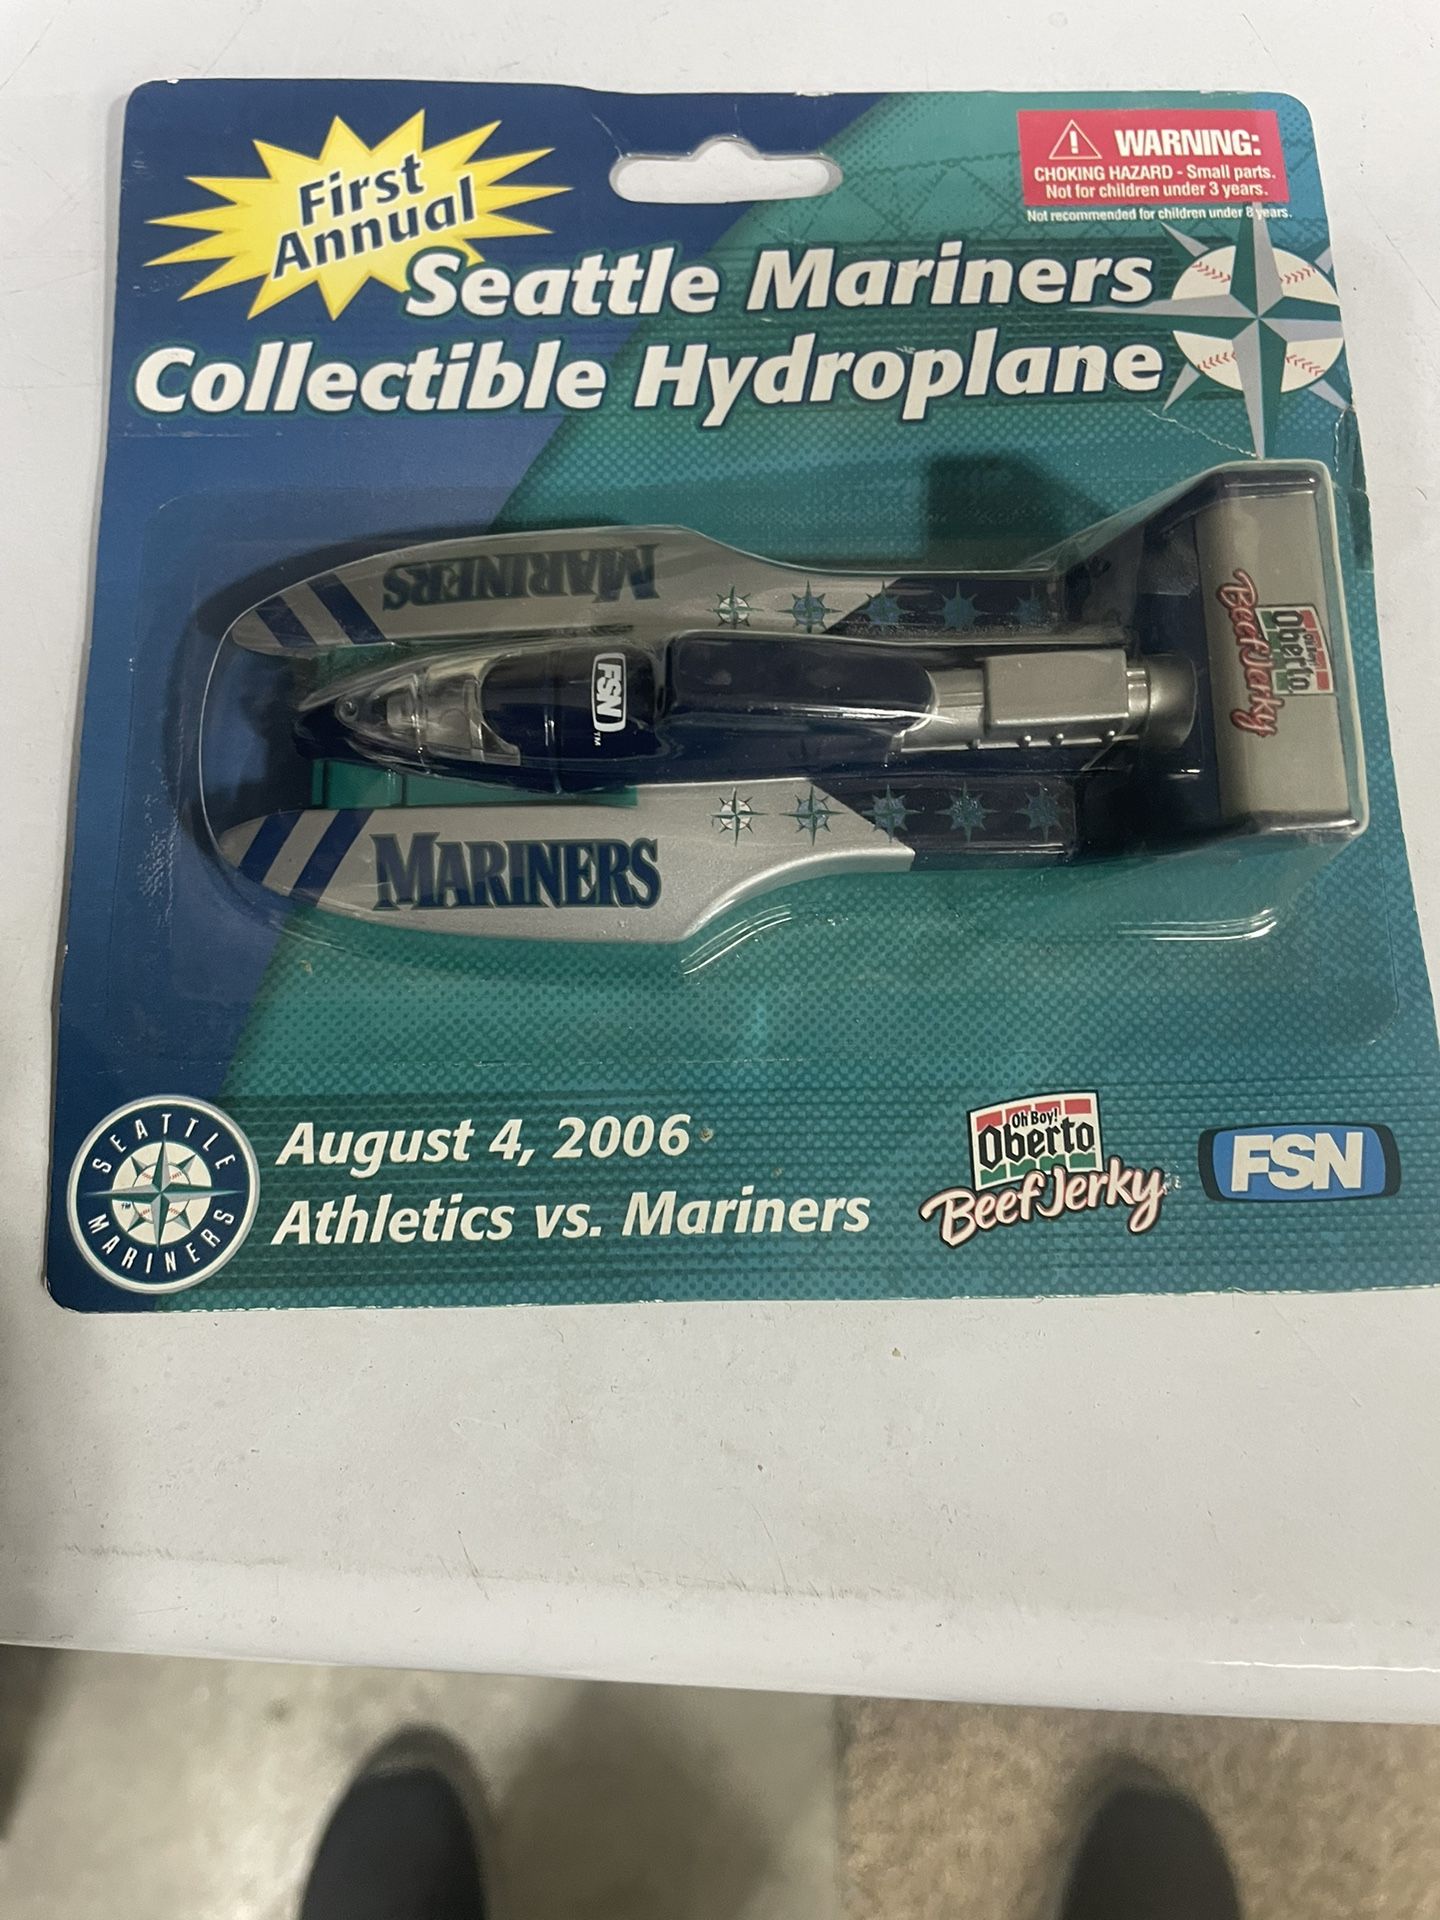 First
Annual
Seattle Mariners
Collectible Hydroplane
WARNING:
CHOKING HAZARD - Small parts.
Not for children under 3 years.
Not recommended for children under 8 years.
MARINERS
FSN
TM
MARINERS
Oberto
Beef Jerky
SEATTLE
MARINERS
TM
August 4, 2006
Athletics vs. Mariners
Oh Boy!
Oberto
Beef Jerky
FSN